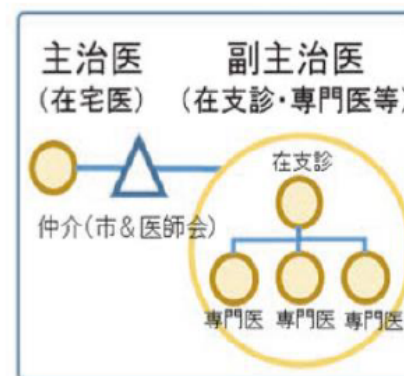 主治医 副主治医
(在宅医) (在支診・専門医等)
在支診
仲介(市&医師会)
専門医 専門医 専門医